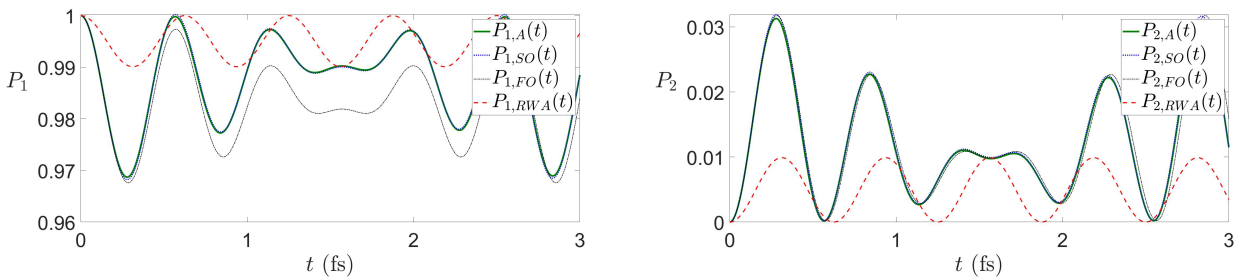 1
0.99
0.98
0.97
0.96
P₁
0 1 2 3
t (fs)
P₁,A(t)
P₁,SO(t)
P₁,FO(t)
P₁,RWA(t)
0.03
0.02
0.01
0
P₂
0 1 2 3
t (fs)
P₂,A(t)
P₂,SO(t)
P₂,FO(t)
P₂,RWA(t)